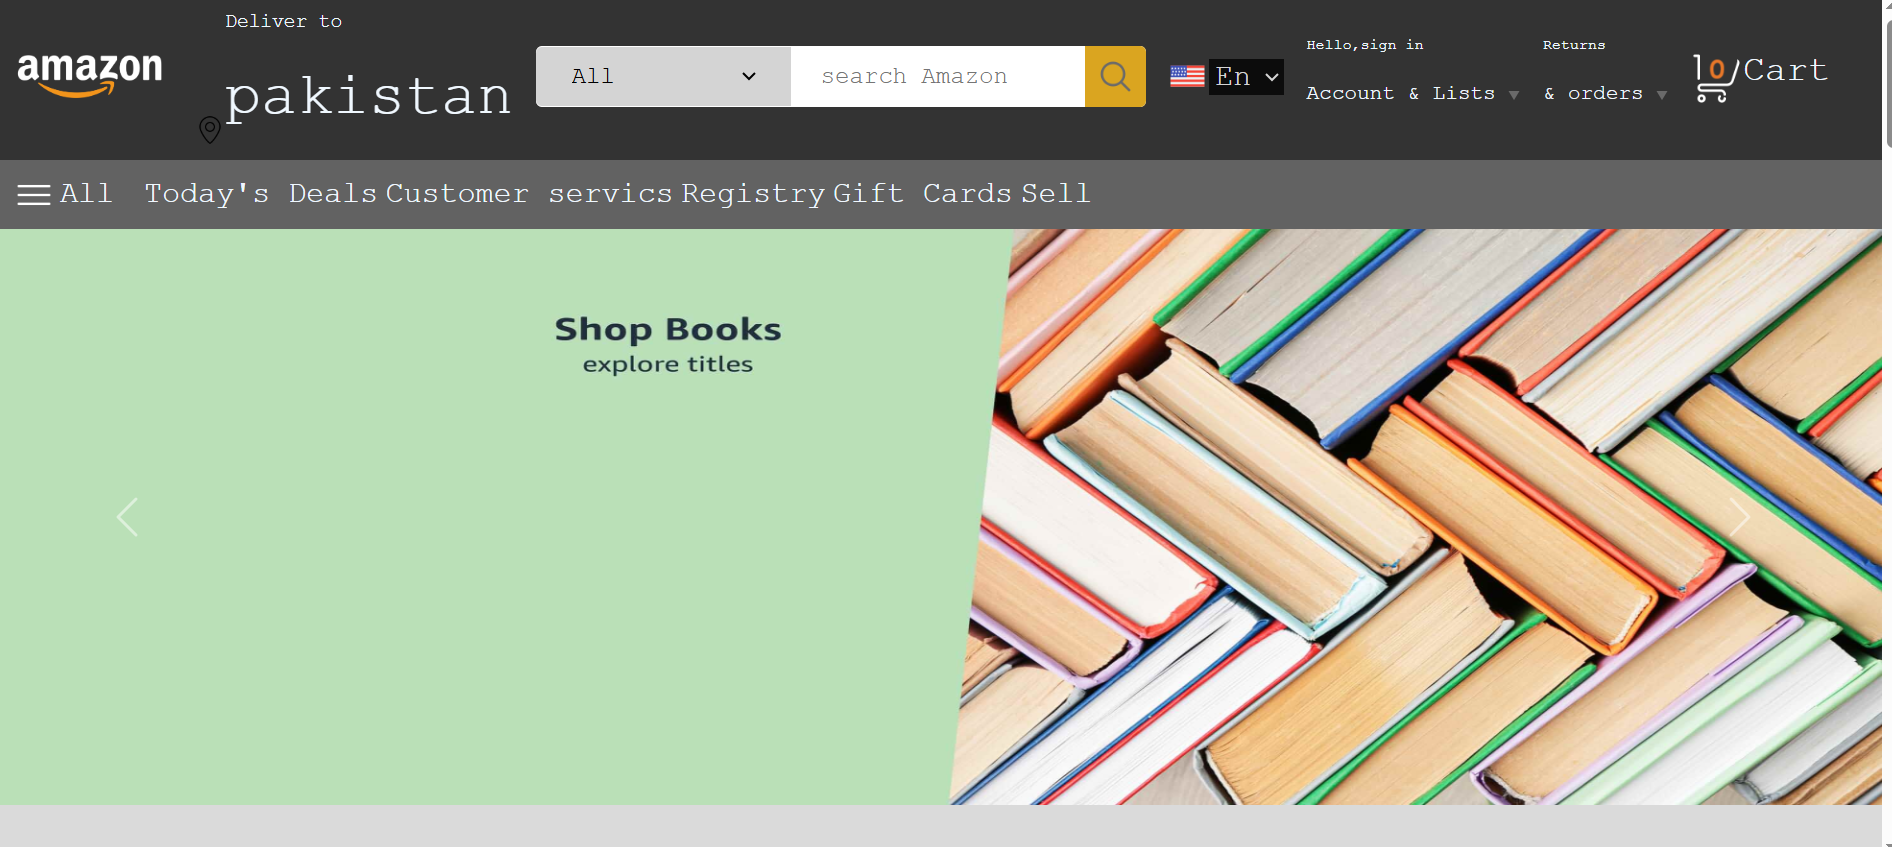 Deliver to
amazon
pakistan
All
search Amazon
En
Hello,sign in
Account & Lists
Returns
& orders
0
Cart
All
Today's Deals
Customer servics
Registry
Gift Cards
Sell
Shop Books
explore titles